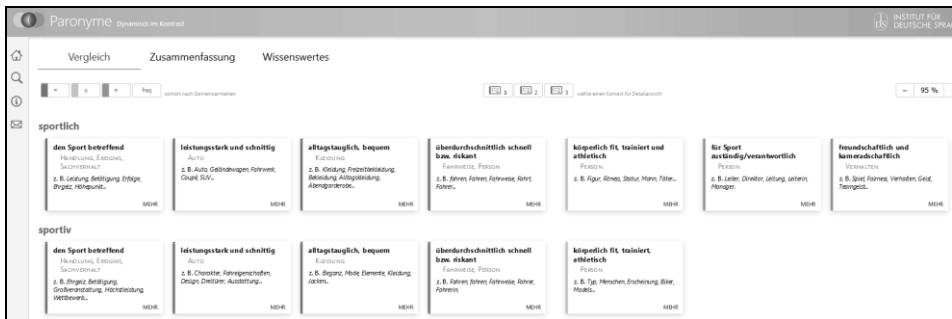 Paronyme Dynamisch im Kontrast
INSTITUT FÜR
DEUTSCHE SPRA
Vergleich Zusammenfassung Wissenswertes
freq sortiert nach Gemeinsamkeiten
1 2 3 wähle einen Kontext für Detailansicht
− 95 %
sportlich
den Sport betreffend
HANDLUNG, EREIGNIS,
SACHVERHALT
z. B. Leistung, Betätigung, Erfolge,
Ehrgeiz, Höhepunkt...
MEHR
leistungsstark und schnittig
AUTO
z. B. Auto, Geländewagen, Fahrwerk,
Coupé, SUV...
MEHR
alltagstauglich, bequem
KLEIDUNG
z. B. Kleidung, Freizeitbekleidung,
Bekleidung, Alltagskleidung,
Abendgarderobe...
MEHR
überdurchschnittlich schnell
bzw. riskant
FAHRWEISE, PERSON
z. B. fahren, Fahren, Fahrweise, Fahrt,
Fahrer...
MEHR
körperlich fit, trainiert und
athletisch
PERSON
z. B. Figur, Fitness, Statur, Mann, Täter...
MEHR
für Sport
zuständig/verantwortlich
PERSON
z. B. Leiter, Direktor, Leitung, Leiterin,
Manager.
MEHR
freundschaftlich und
kameradschaftlich
VERHALTEN
z. B. Spiel, Fairness, Verhalten, Geist,
Teamgeist...
MEHR
sportiv
den Sport betreffend
HANDLUNG, EREIGNIS,
SACHVERHALT
z. B. Ehrgeiz, Betätigung,
Großveranstaltung, Höchstleistung,
Wettbewerb...
MEHR
leistungsstark und schnittig
AUTO
z. B. Charakter, Fahreigenschaften,
Design, Dreitürer, Ausstattung...
MEHR
alltagstauglich, bequem
KLEIDUNG
z. B. Eleganz, Mode, Elemente, Kleidung,
Jacken...
MEHR
überdurchschnittlich schnell
bzw. riskant
FAHRWEISE, PERSON
z. B. Fahren, fahren, Fahrweise, Fahrer,
Fahrerin
MEHR
körperlich fit, trainiert,
athletisch
PERSON
z. B. Typ, Menschen, Erscheinung, Biker,
Models...
MEHR